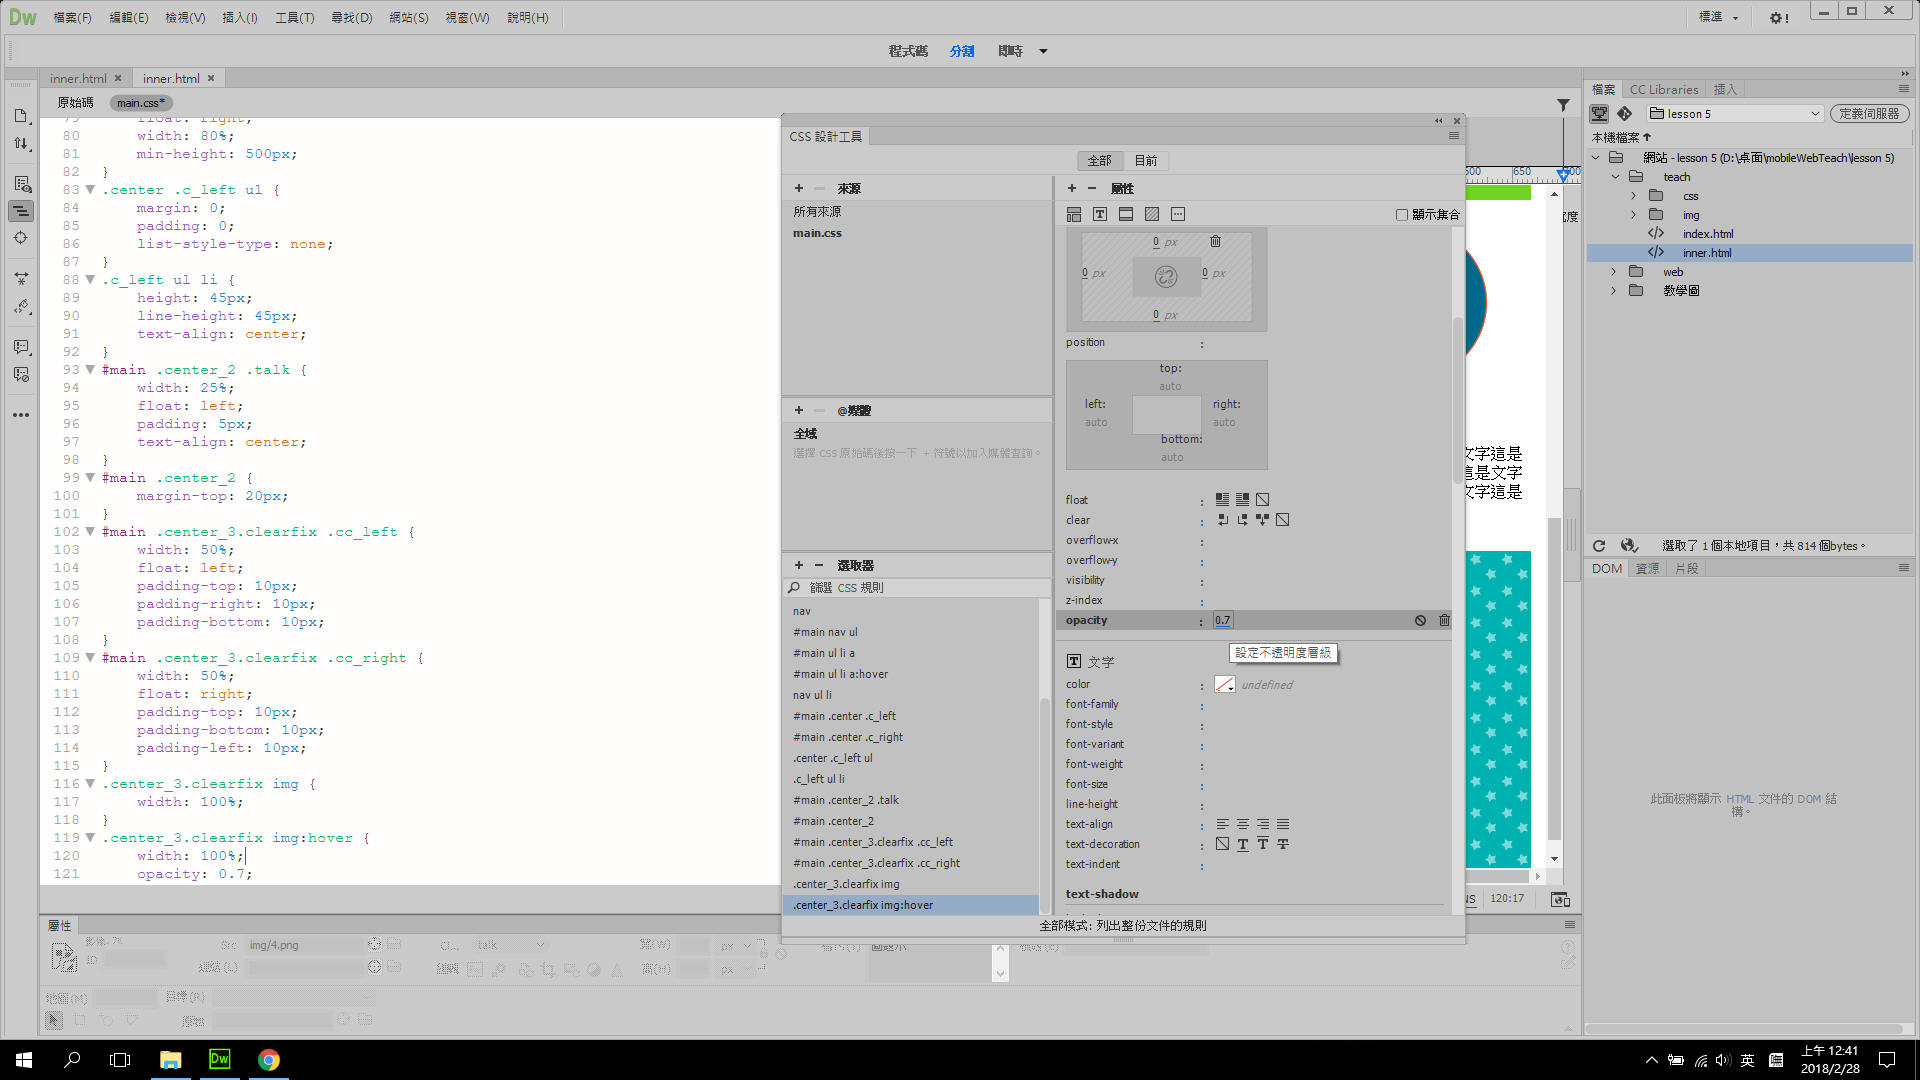 Dw 檔案(F) 編輯(E) 檢視(V) 插入(I) 工具(T) 尋找(D) 網站(S) 視窗(W) 說明(H) 標準
程式碼 分割 即時
inner.html inner.html
原始碼 main.css*
79 float: right;
80 width: 80%;
81 min-height: 500px;
82 }
83 .center .c_left ul {
84 margin: 0;
85 padding: 0;
86 list-style-type: none;
87 }
88 .c_left ul li {
89 height: 45px;
90 line-height: 45px;
91 text-align: center;
92 }
93 #main .center_2 .talk {
94 width: 25%;
95 float: left;
96 padding: 5px;
97 text-align: center;
98 }
99 #main .center_2 {
100 margin-top: 20px;
101 }
102 #main .center_3.clearfix .cc_left {
103 width: 50%;
104 float: left;
105 padding-top: 10px;
106 padding-right: 10px;
107 padding-bottom: 10px;
108 }
109 #main .center_3.clearfix .cc_right {
110 width: 50%;
111 float: right;
112 padding-top: 10px;
113 padding-bottom: 10px;
114 padding-left: 10px;
115 }
116 .center_3.clearfix img {
117 width: 100%;
118 }
119 .center_3.clearfix img:hover {
120 width: 100%;
121 opacity: 0.7;
CSS 設計工具
全部 目前
+ − 來源
所有來源
main.css
+ − @媒體
全域
選擇 CSS 原始碼後按一下 + 符號以加入媒體查詢。
+ − 選取器
篩選 CSS 規則
nav
#main nav ul
#main ul li a
#main ul li a:hover
nav ul li
#main .center .c_left
#main .center .c_right
.center .c_left ul
.c_left ul li
#main .center_2 .talk
#main .center_2
#main .center_3.clearfix .cc_left
#main .center_3.clearfix .cc_right
.center_3.clearfix img
.center_3.clearfix img:hover
+ − 屬性
顯示集合
0 px
0 px 0 px
0 px
position :
top:
auto
left: right:
auto auto
bottom:
auto
float :
clear :
overflow-x :
overflow-y :
visibility :
z-index :
opacity : 0.7
設定不透明度層級
T 文字
color : undefined
font-family :
font-style :
font-variant :
font-weight :
font-size :
line-height :
text-align :
text-decoration :
text-indent :
text-shadow
全部模式: 列出整份文件的規則
650
文字這是
這是文字
文字這是
120:17
檔案 CC Libraries 插入
lesson 5 定義伺服器
本機檔案
網站 - lesson 5 (D:\桌面\mobileWebTeach\lesson 5)
teach
css
img
index.html
inner.html
web
教學圖
選取了 1 個本地項目，共 814 個bytes。
DOM 資源 片段
此面板將顯示 HTML 文件的 DOM 結
構。
屬性
影像, 7K Src img/4.png talk 寬(W) px
ID 連結(L) 編輯 高(H) px
地圖(M) 目標(R)
原始
Dw
英
上午 12:41
2018/2/28